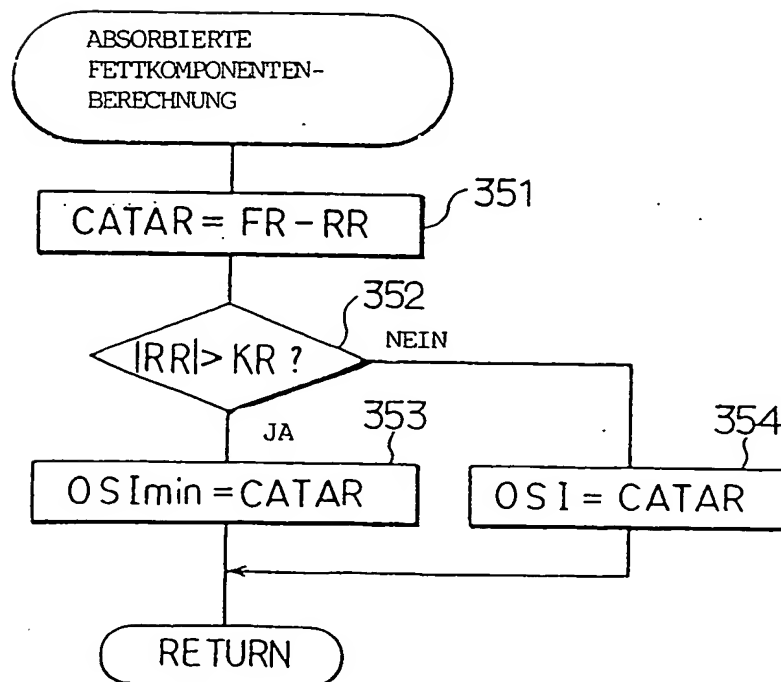 ABSORBIERTE
FETTKOMPONENTEN-
BERECHNUNG
351
CATAR = FR - RR
352
|RR| > KR ?
NEIN
JA
353
OSImin = CATAR
354
OSI = CATAR
RETURN